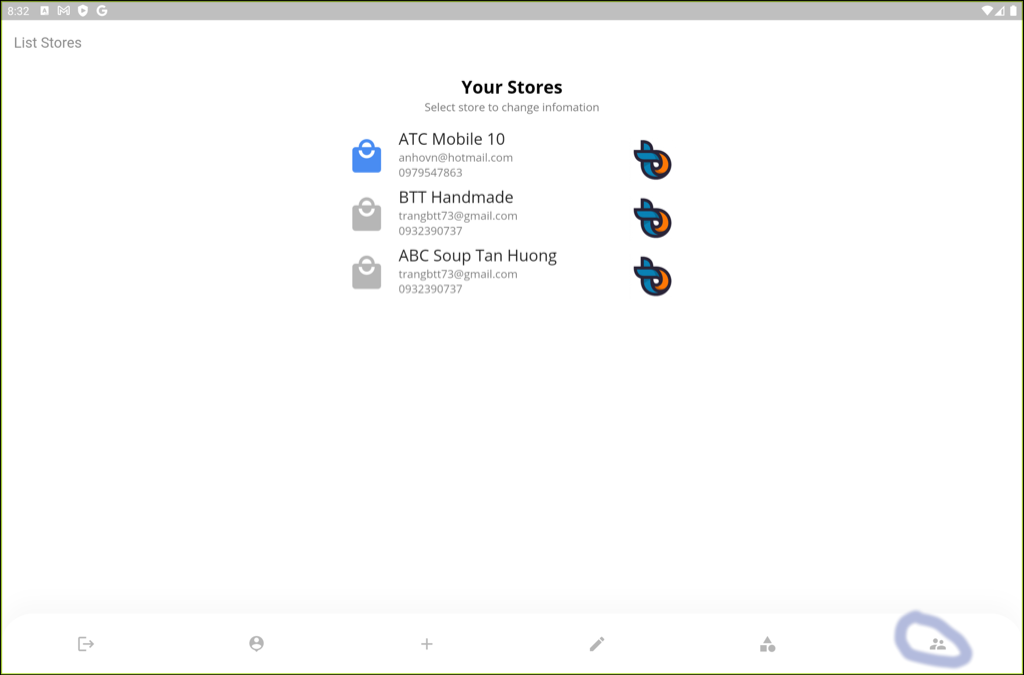 8:32
List Stores
Your Stores
Select store to change infomation
ATC Mobile 10
anhovn@hotmail.com
0979547863
BTT Handmade
trangbtt73@gmail.com
0932390737
ABC Soup Tan Huong
trangbtt73@gmail.com
0932390737